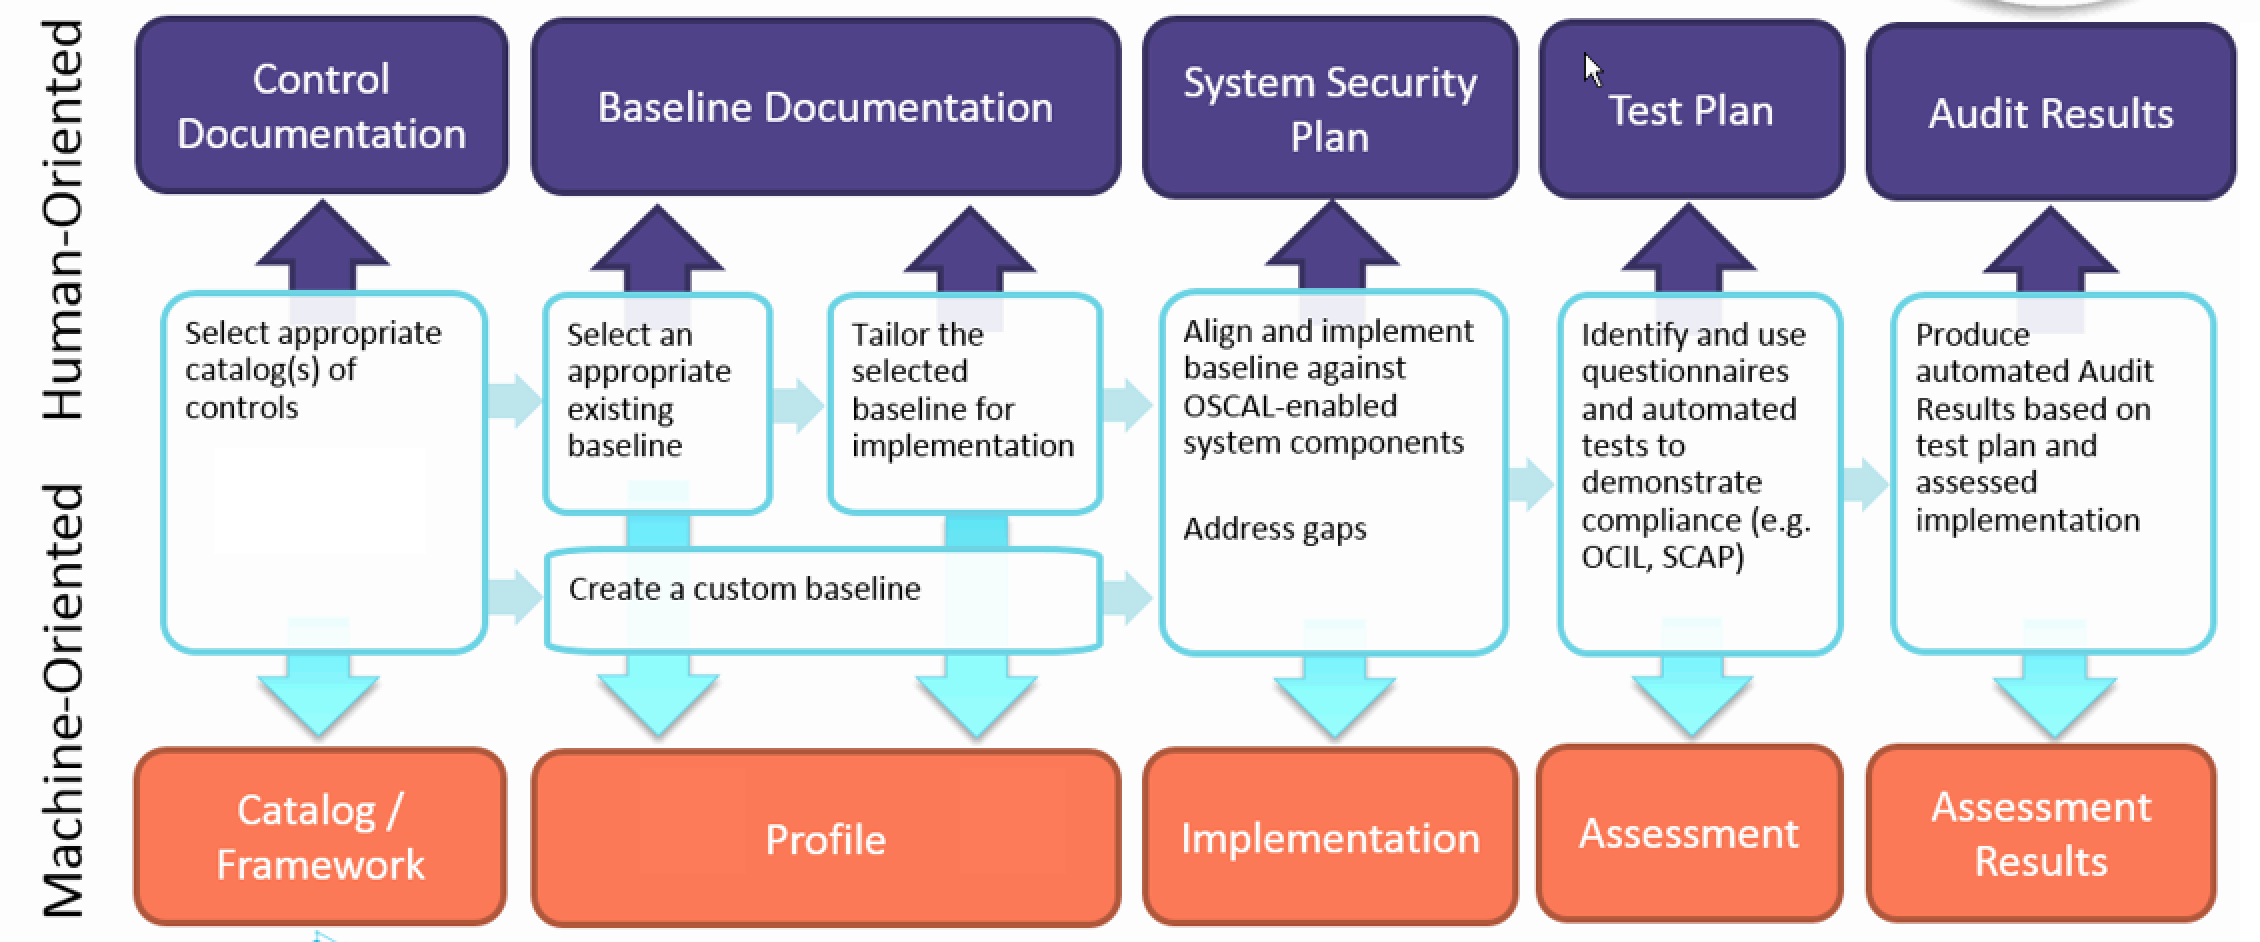 Human-Oriented
Control
Documentation
Baseline Documentation
System Security
Plan
Test Plan
Audit Results
Select appropriate
catalog(s) of
controls
Select an
appropriate
existing
baseline
Tailor the
selected
baseline for
implementation
Create a custom baseline
Align and implement
baseline against
OSCAL-enabled
system components
Address gaps
Identify and use
questionnaires
and automated
tests to
demonstrate
compliance (e.g.
OCIL, SCAP)
Produce
automated Audit
Results based on
test plan and
assessed
implementation
Machine-Oriented
Catalog /
Framework
Profile
Implementation
Assessment
Assessment
Results